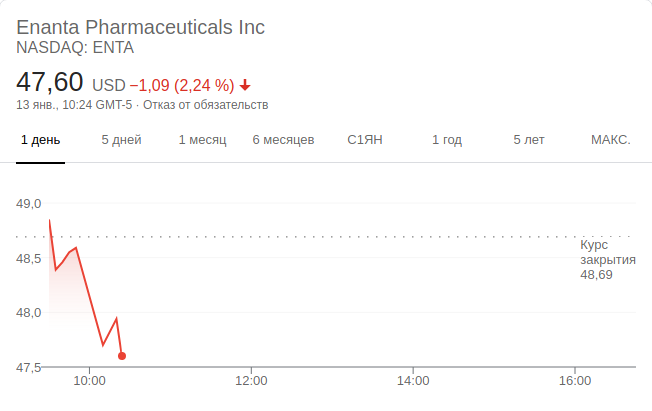 Enanta Pharmaceuticals Inc
NASDAQ: ENTA
47,60 USD −1,09 (2,24 %)
13 янв., 10:24 GMT-5 · Отказ от обязательств
1 день 5 дней 1 месяц 6 месяцев С1ЯН 1 год 5 лет МАКС.
49,0
Курс
48,5 закрытия
48,69
48,0
47,5
10:00 12:00 14:00 16:00